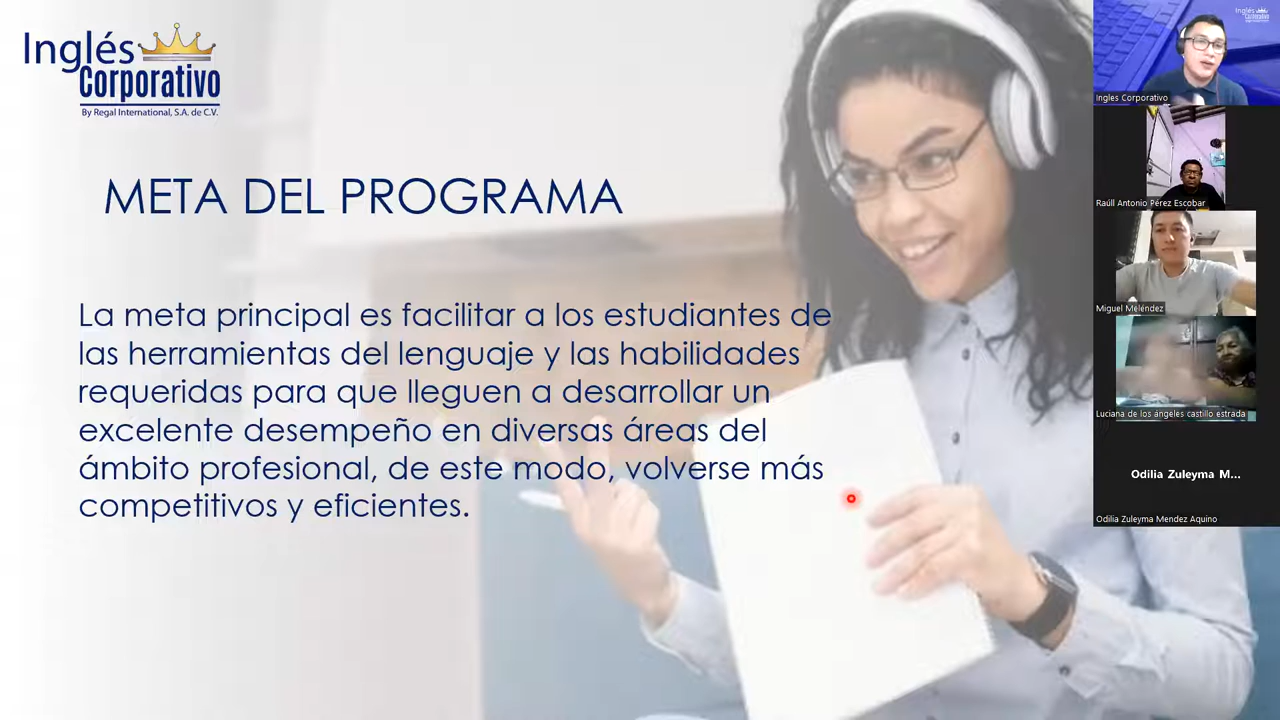 Inglés
Corporativo
By Regal International, S.A. de C.V.
META DEL PROGRAMA
La meta principal es facilitar a los estudiantes de
las herramientas del lenguaje y las habilidades
requeridas para que lleguen a desarrollar un
excelente desempeño en diversas áreas del
ámbito profesional, de este modo, volverse más
competitivos y eficientes.
Inglés
Corporativo
Ingles Corporativo
Raúll Antonio Pérez Escobar
Miguel Meléndez
Luciana de los ángeles castillo estrada
Odilia Zuleyma M...
Odilia Zuleyma Mendez Aquino